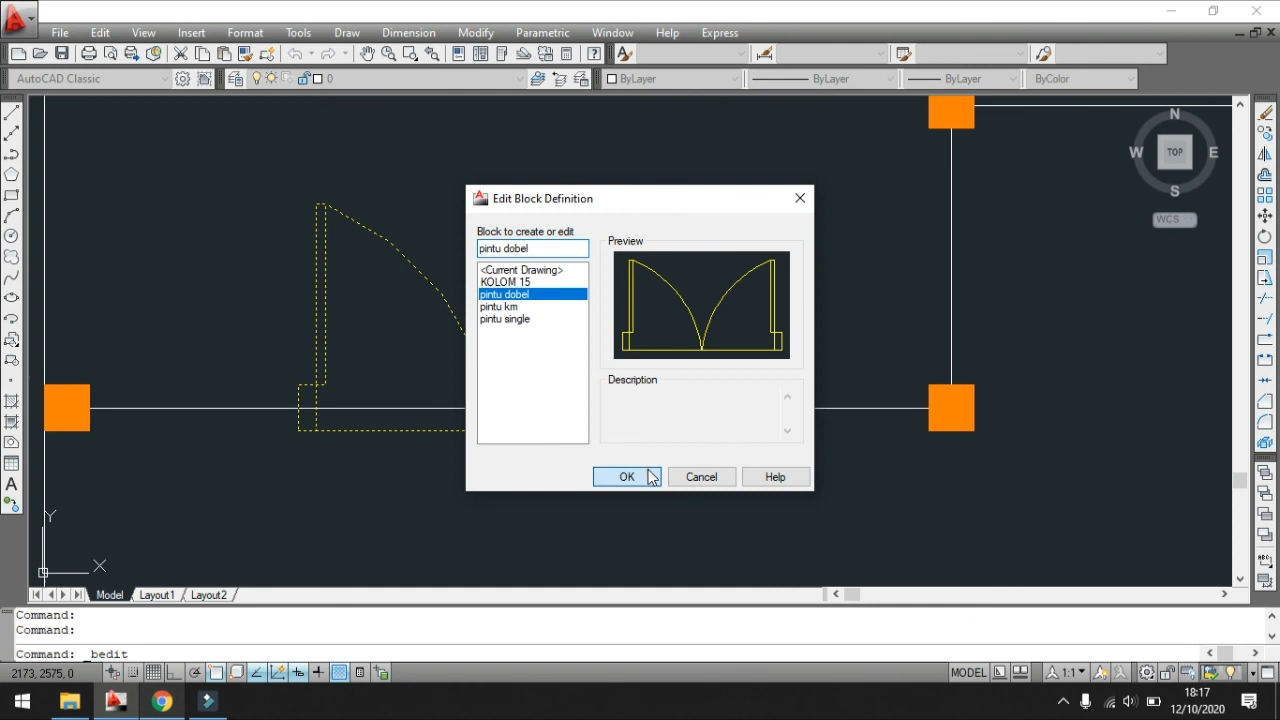 File Edit View Insert Format Tools Draw Dimension Modify Parametric Window Help Express
AutoCAD Classic
0
ByLayer
ByLayer
ByLayer
ByColor
N
W TOP E
S
WCS
Edit Block Definition
Block to create or edit
pintu dobel
<Current Drawing>
KOLOM 15
pintu dobel
pintu km
pintu single
Preview
Description
OK Cancel Help
Y
X
Model Layout1 Layout2
Command:
Command:
Command: _bedit
2173, 2575, 0
MODEL
1:1
18:17
12/10/2020